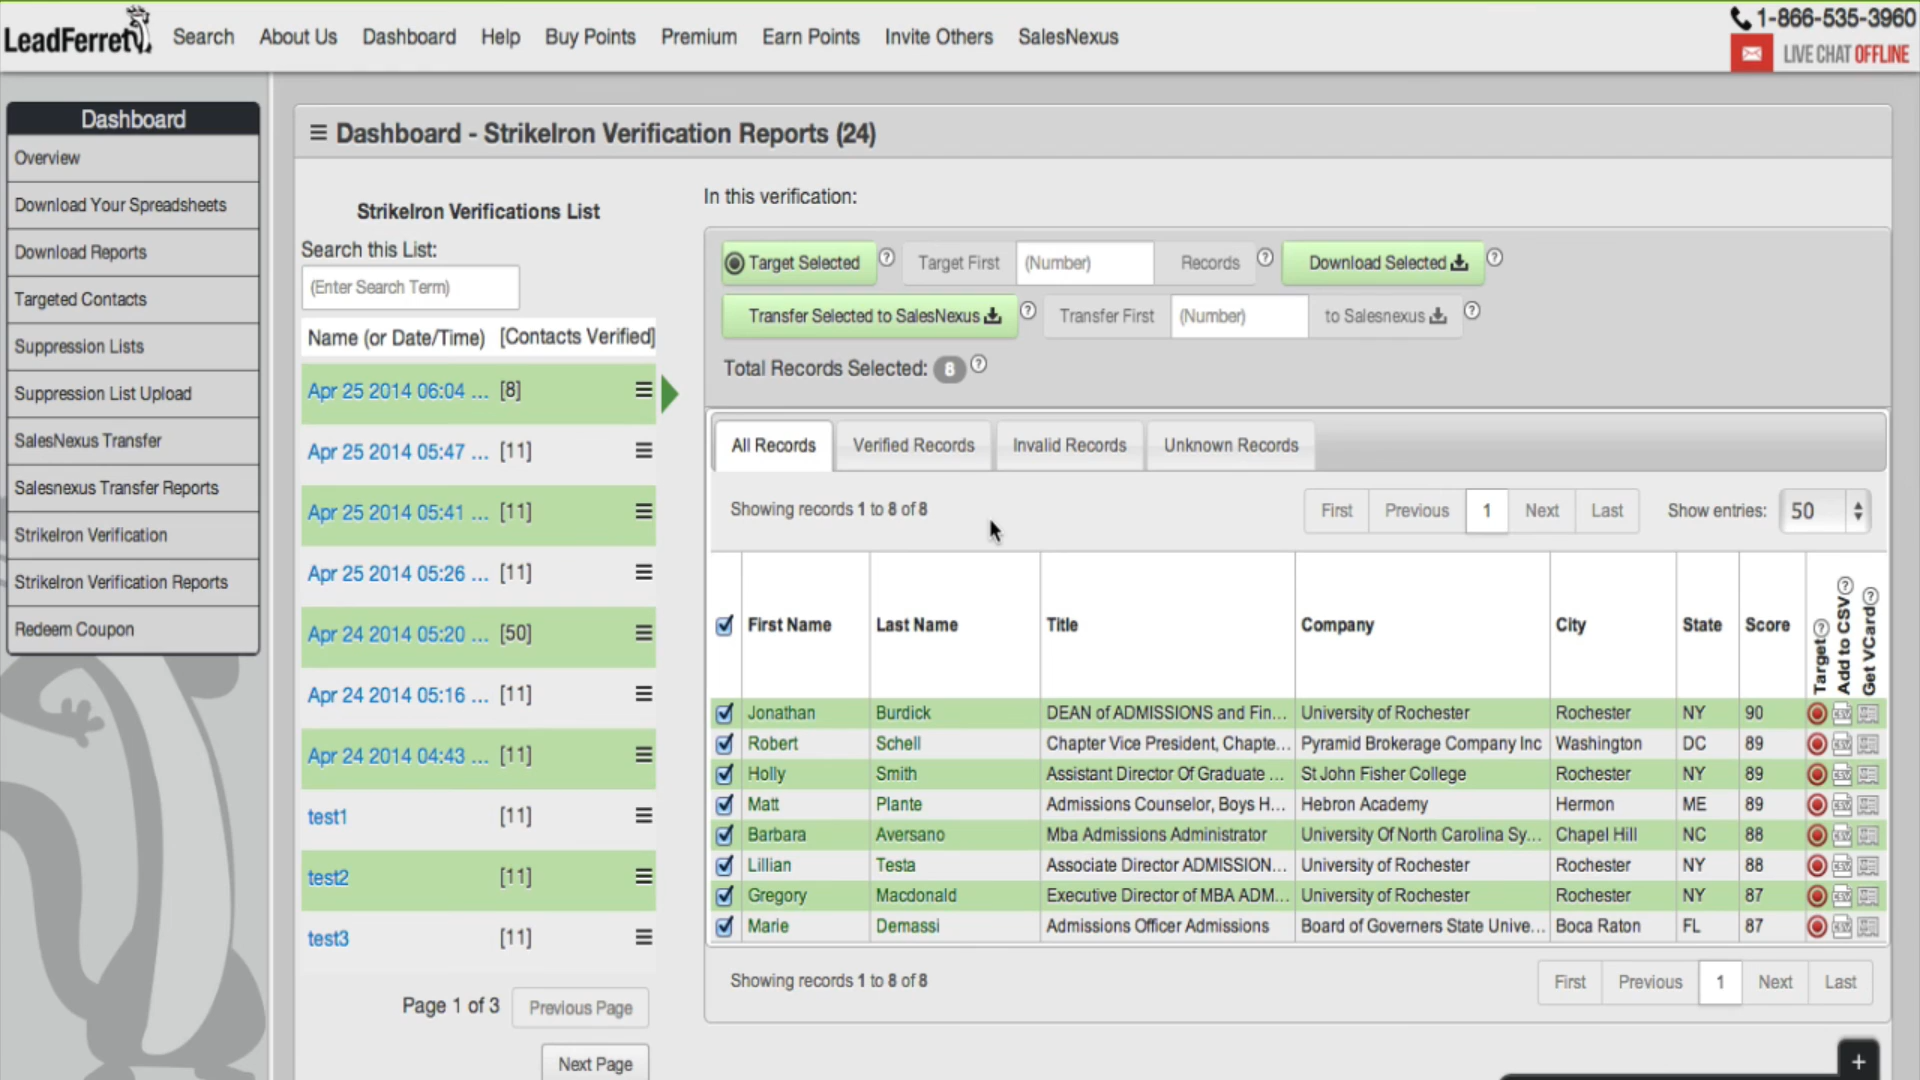 LeadFerret Search About Us Dashboard Help Buy Points Premium Earn Points Invite Others SalesNexus
1-866-535-3960
LIVE CHAT OFFLINE
Dashboard
Overview
Download Your Spreadsheets
Download Reports
Targeted Contacts
Suppression Lists
Suppression List Upload
SalesNexus Transfer
Salesnexus Transfer Reports
StrikeIron Verification
StrikeIron Verification Reports
Redeem Coupon
Dashboard - StrikeIron Verification Reports (24)
StrikeIron Verifications List
Search this List:
(Enter Search Term)
Name (or Date/Time) [Contacts Verified]
Apr 25 2014 06:04 ... [8]
Apr 25 2014 05:47 ... [11]
Apr 25 2014 05:41 ... [11]
Apr 25 2014 05:26 ... [11]
Apr 24 2014 05:20 ... [50]
Apr 24 2014 05:16 ... [11]
Apr 24 2014 04:43 ... [11]
test1 [11]
test2 [11]
test3 [11]
Page 1 of 3 Previous Page
Next Page
In this verification:
Target Selected ? Target First (Number) Records ? Download Selected ?
Transfer Selected to SalesNexus ? Transfer First (Number) to Salesnexus ?
Total Records Selected: 8 ?
All Records Verified Records Invalid Records Unknown Records
Showing records 1 to 8 of 8 First Previous 1 Next Last Show entries: 50
First Name Last Name Title Company City State Score Target ? Add to CSV ? Get VCard ?
Jonathan Burdick DEAN of ADMISSIONS and Fin... University of Rochester Rochester NY 90 CSV
Robert Schell Chapter Vice President, Chapte... Pyramid Brokerage Company Inc Washington DC 89 CSV
Holly Smith Assistant Director Of Graduate ... St John Fisher College Rochester NY 89 CSV
Matt Plante Admissions Counselor, Boys H... Hebron Academy Hermon ME 89 CSV
Barbara Aversano Mba Admissions Administrator University Of North Carolina Sy... Chapel Hill NC 88 CSV
Lillian Testa Associate Director ADMISSION... University of Rochester Rochester NY 88 CSV
Gregory Macdonald Executive Director of MBA ADM... University of Rochester Rochester NY 87 CSV
Marie Demassi Admissions Officer Admissions Board of Governers State Unive... Boca Raton FL 87 CSV
Showing records 1 to 8 of 8 First Previous 1 Next Last
+